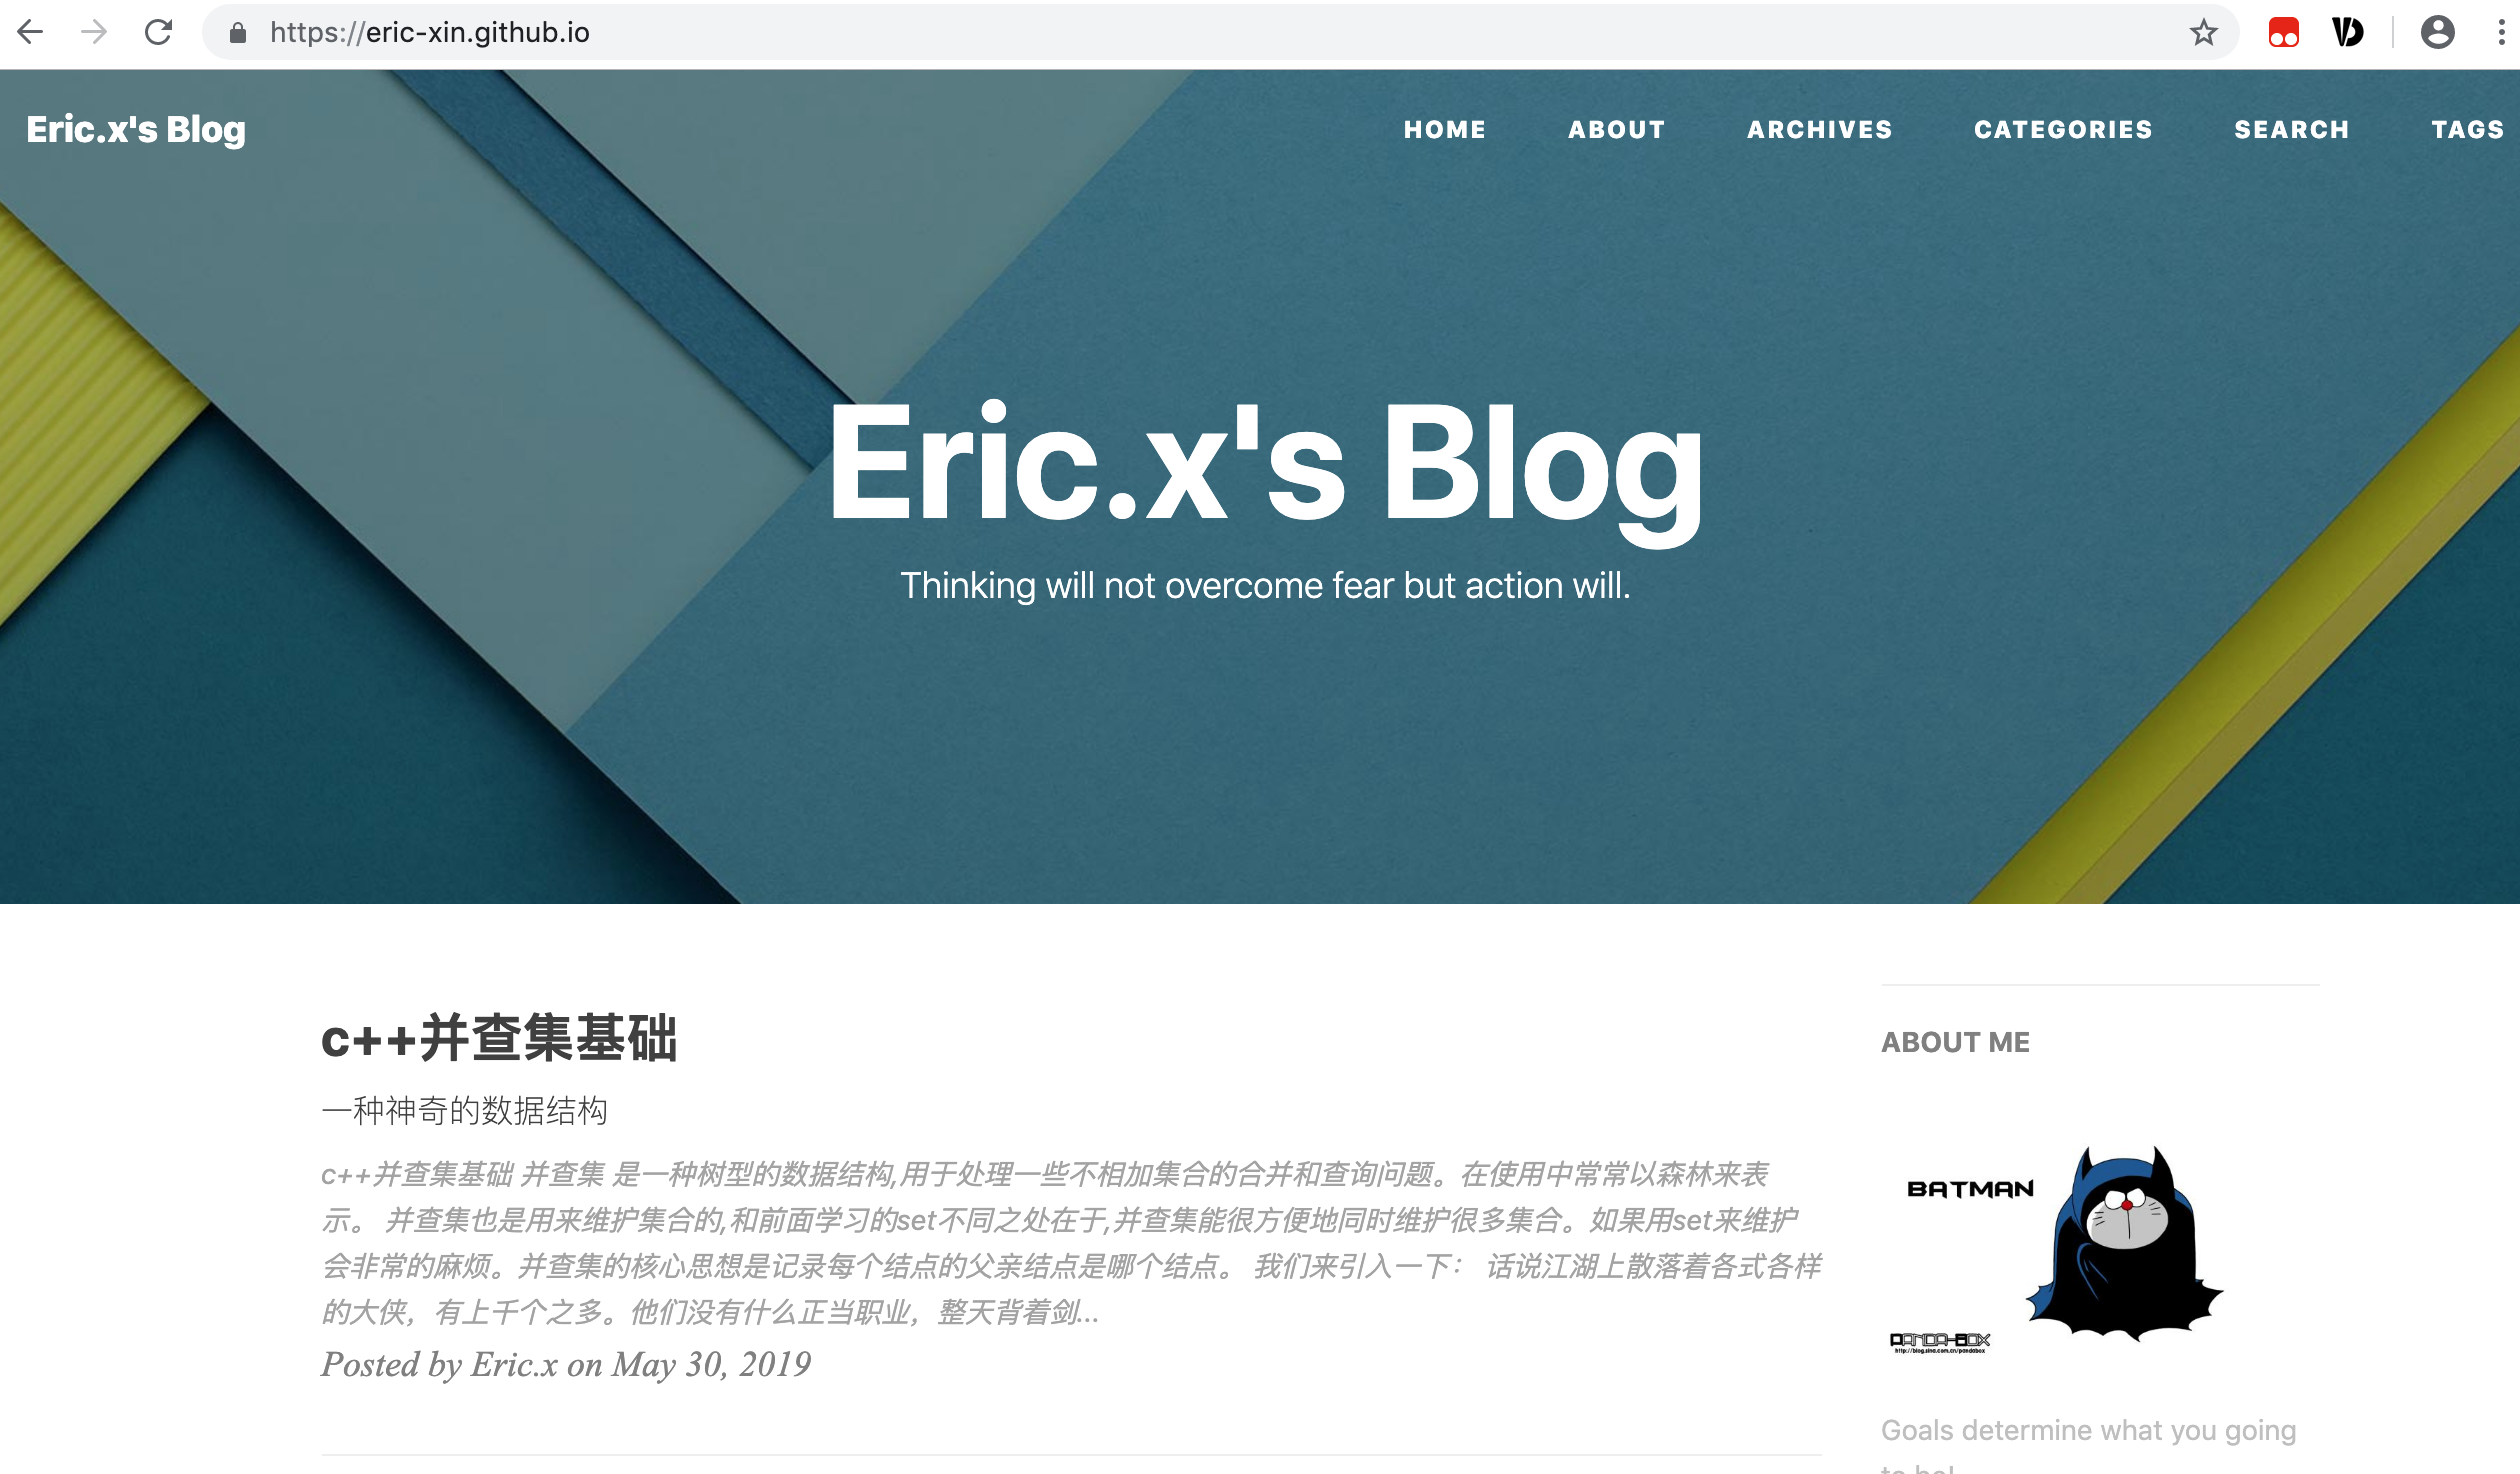 https://eric-xin.github.io
Eric.x's Blog
HOME
ABOUT
ARCHIVES
CATEGORIES
SEARCH
TAGS
Eric.x's Blog
Thinking will not overcome fear but action will.
c++并查集基础
一种神奇的数据结构
c++并查集基础 并查集 是一种树型的数据结构,用于处理一些不相加集合的合并和查询问题。在使用中常常以森林来表
示。 并查集也是用来维护集合的,和前面学习的set不同之处在于,并查集能很方便地同时维护很多集合。如果用set来维护
会非常的麻烦。并查集的核心思想是记录每个结点的父亲结点是哪个结点。 我们来引入一下： 话说江湖上散落着各式各样
的大侠，有上千个之多。他们没有什么正当职业，整天背着剑...
Posted by Eric.x on May 30, 2019
ABOUT ME
BATMAN
PANDA-BOX
http://blog.sina.com.cn/pandabox
Goals determine what you going
to be!